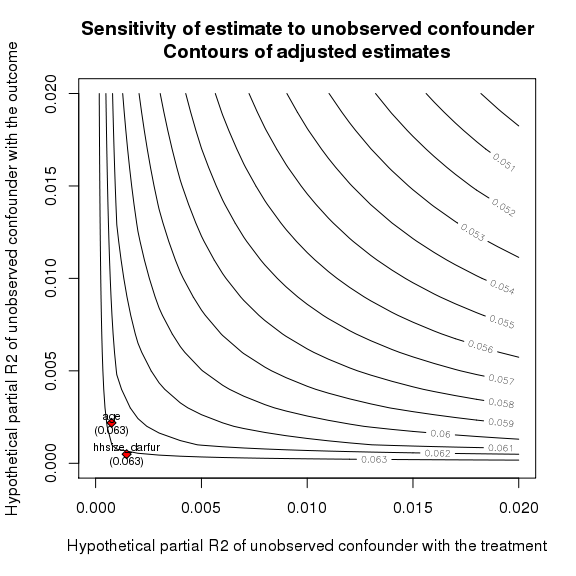 Sensitivity of estimate to unobserved confounder
Contours of adjusted estimates
Hypothetical partial R2 of unobserved confounder with the outcome
0.020
0.015
0.010
0.005
0.000
0.051
0.052
0.053
0.054
0.055
0.056
0.057
0.058
0.059
0.06
0.061
0.062
0.063
age
(0.063)
hhsize_darfur
(0.063)
0.000 0.005 0.010 0.015 0.020
Hypothetical partial R2 of unobserved confounder with the treatment